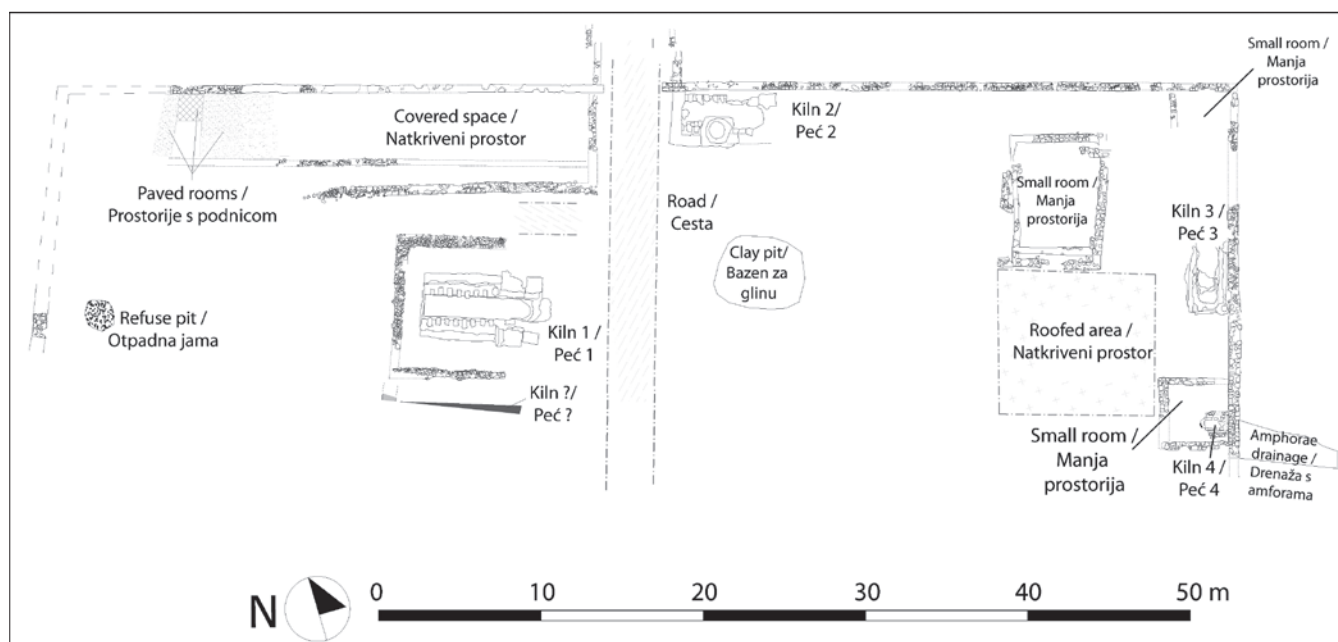 Small room /
Manja
prostorija
Covered space /
Natkriveni prostor
Kiln 2/
Peć 2
Paved rooms /
Prostorije s podnicom
Road /
Cesta
Small room /
Manja
prostorija
Kiln 3 /
Peć 3
Clay pit/
Bazen za
glinu
Refuse pit /
Otpadna jama
Kiln 1 /
Peć 1
Roofed area /
Natkriveni prostor
Kiln ?/
Peć ?
Small room /
Manja
prostorija
Kiln 4 /
Peć 4
Amphorae
drainage /
Drenaža s
amforama
N
0 10 20 30 40 50 m